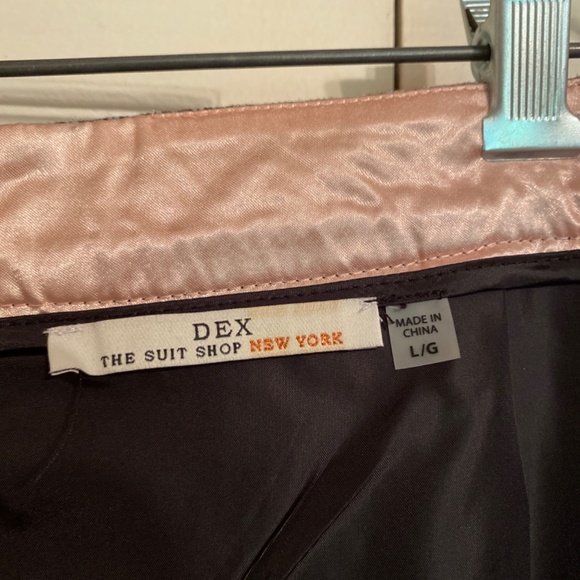 DEX
THE SUIT SHOP NEW YORK
MADE IN
CHINA
L/G